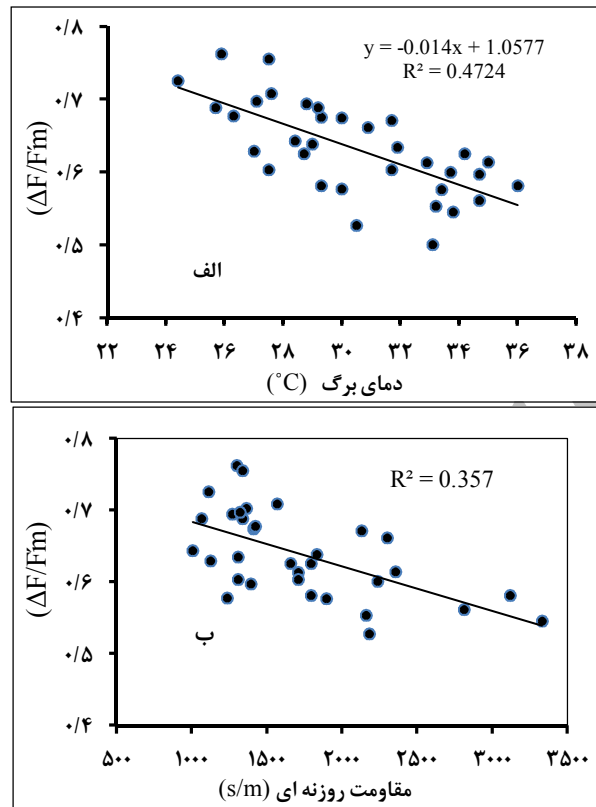 y = -0.014x + 1.0577
R² = 0.4724
۰/۸
۰/۷
۰/۶
۰/۵
۰/۴
(ΔF/F́m)
الف
۲۲ ۲۴ ۲۶ ۲۸ ۳۰ ۳۲ ۳۴ ۳۶ ۳۸
دمای برگ (˚C)
R² = 0.357
۰/۸
۰/۷
۰/۶
۰/۵
۰/۴
(ΔF/F́m)
ب
۵۰۰ ۱۰۰۰ ۱۵۰۰ ۲۰۰۰ ۲۵۰۰ ۳۰۰۰ ۳۵۰۰
مقاومت روزنه ای (s/m)